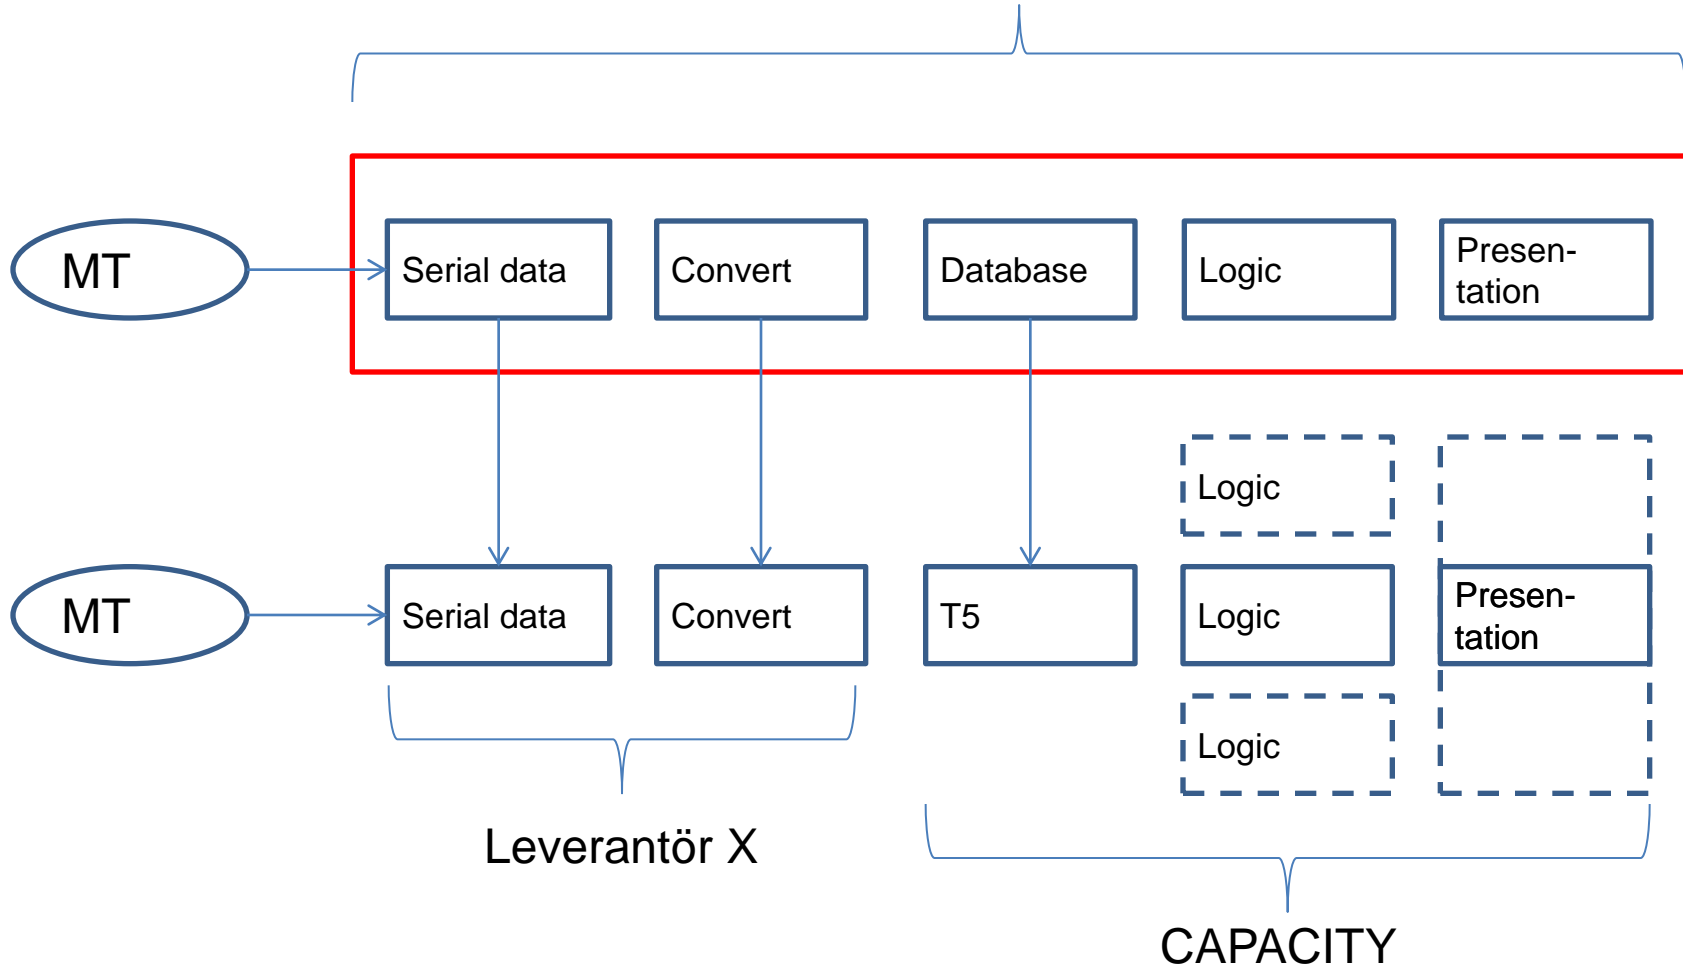 MT
Serial data
Convert
Database
Logic
Presen-
tation
Logic
MT
Serial data
Convert
T5
Logic
Presen-
tation
Logic
Leverantör X
CAPACITY